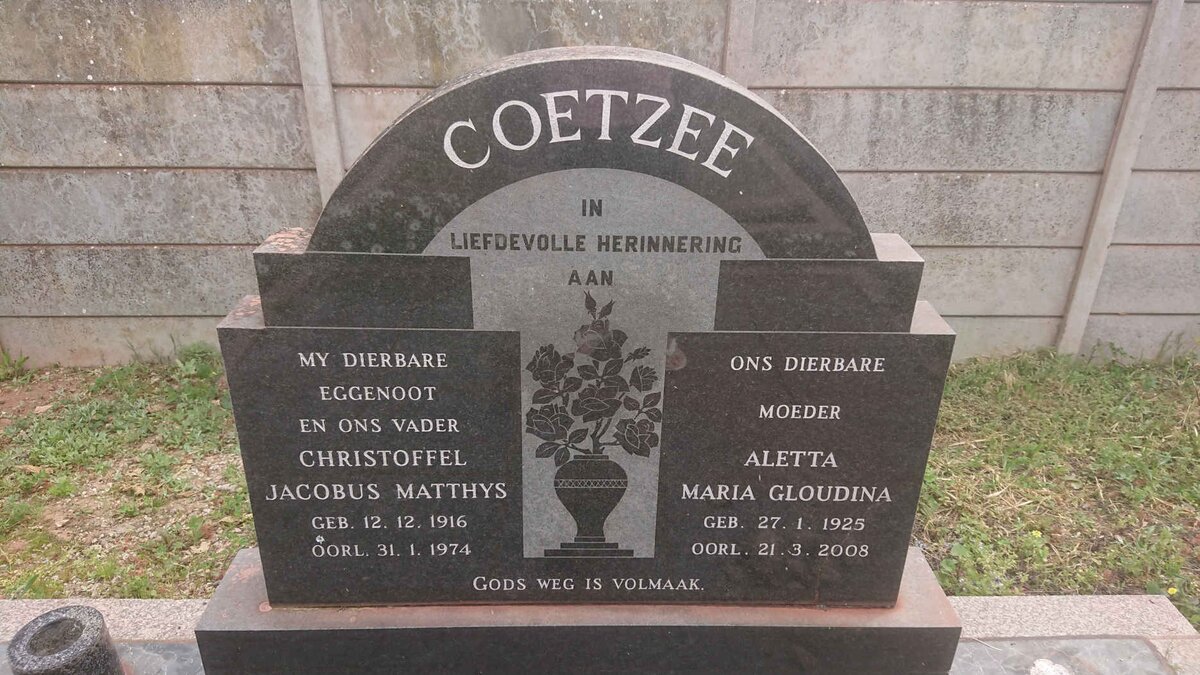 COETZEE
IN
LIEFDEVOLLE HERINNERING
AAN
MY DIERBARE
EGGENOOT
EN ONS VADER
CHRISTOFFEL
JACOBUS MATTHYS
GEB. 12. 12. 1916
OORL. 31. 1. 1974
ONS DIERBARE
MOEDER
ALETTA
MARIA GLOUDINA
GEB. 27. 1. 1925
OORL. 21. 3. 2008
GODS WEG IS VOLMAAK.